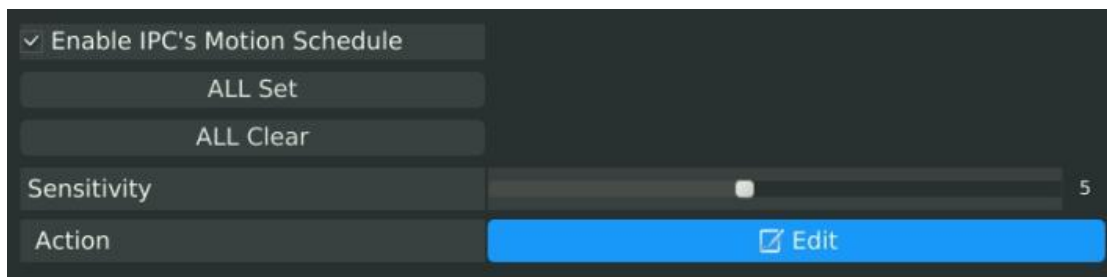 Enable IPC's Motion Schedule
ALL Set
ALL Clear
Sensitivity 5
Action Edit